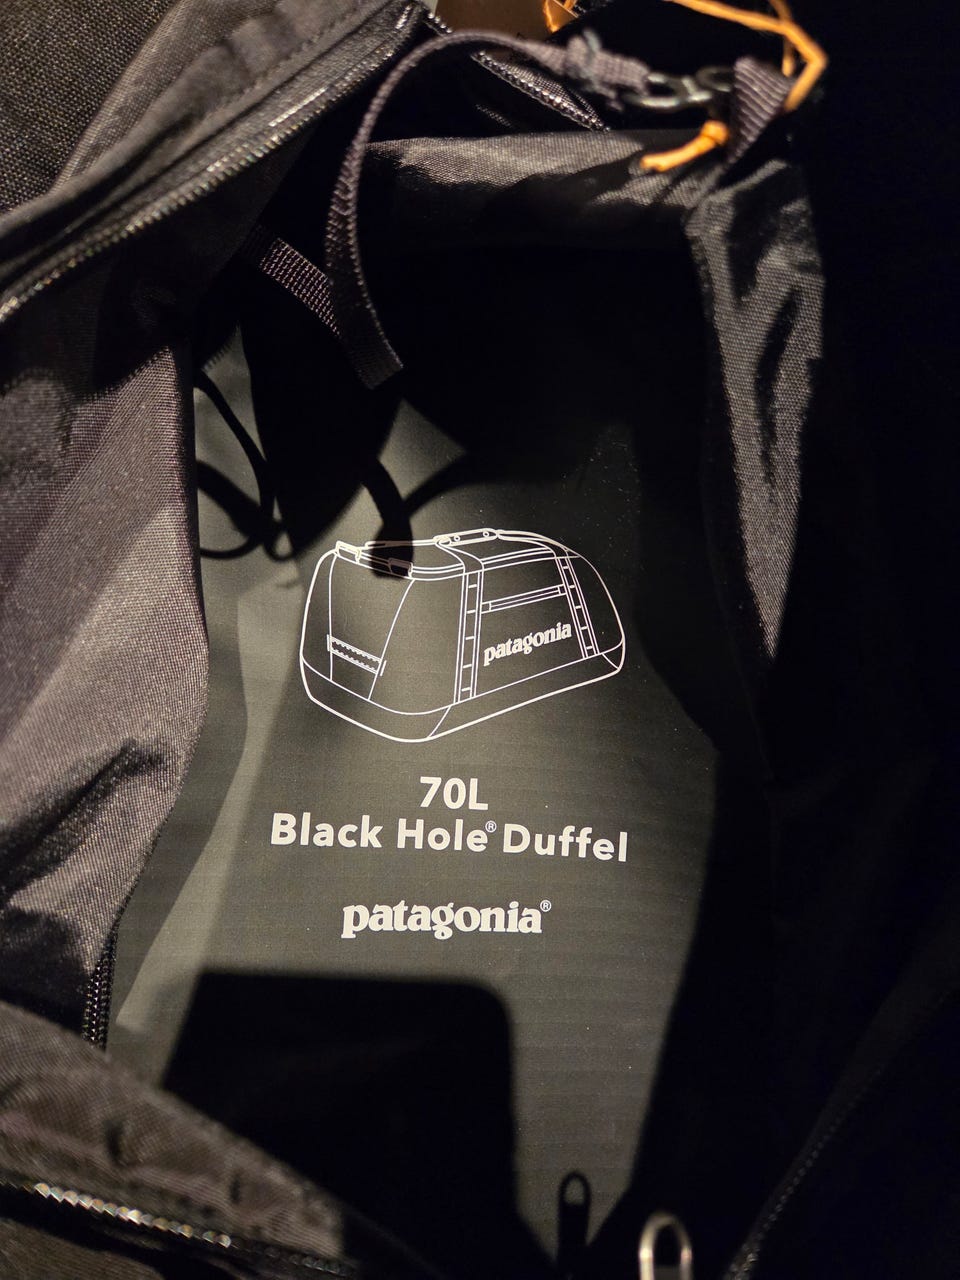 patagonia
70L
Black Hole® Duffel
patagonia®